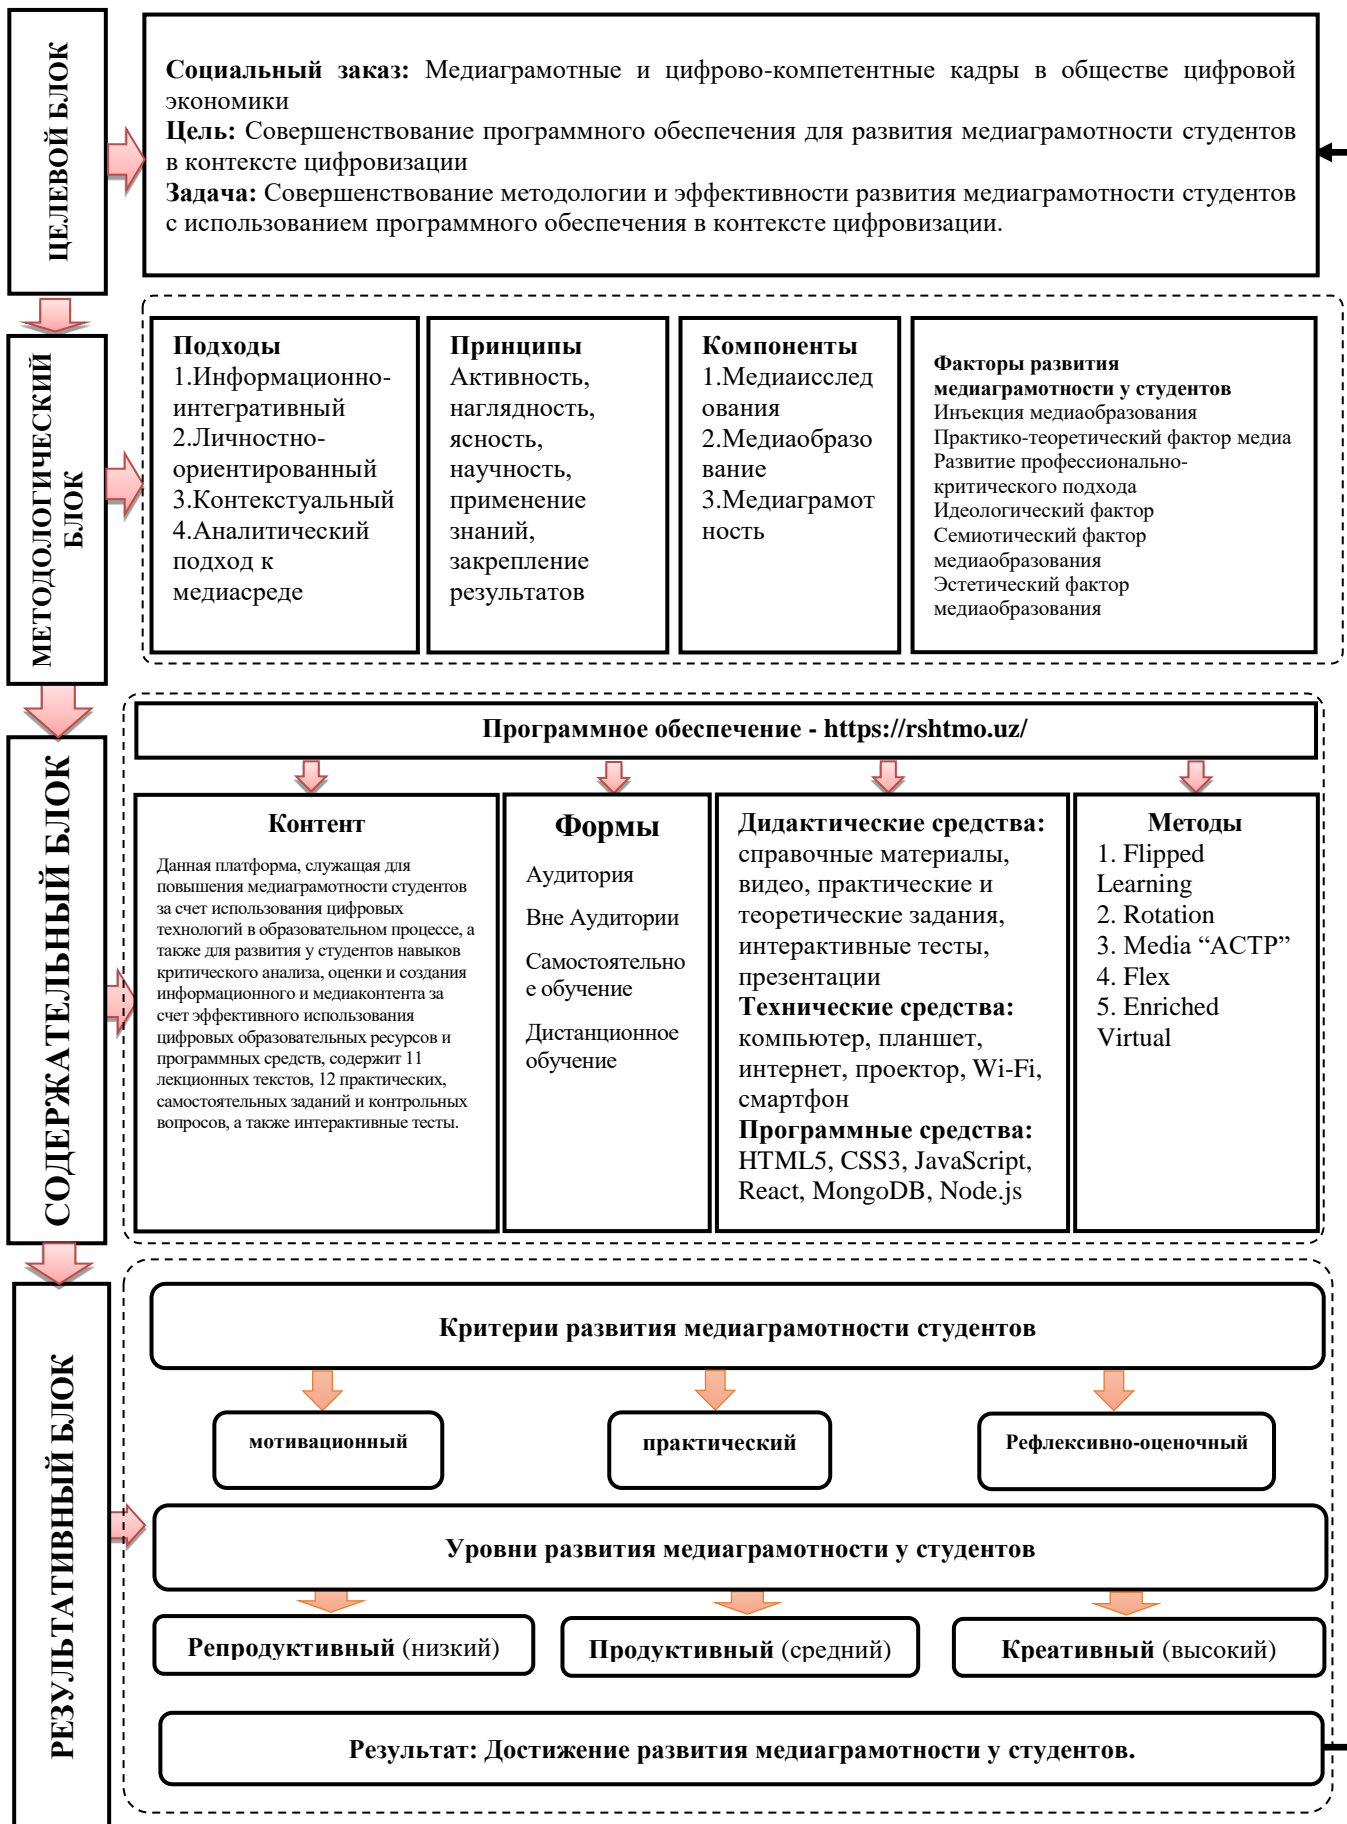 ЦЕЛЕВОЙ БЛОК
Социальный заказ: Медиаграмотные и цифрово-компетентные кадры в обществе цифровой
экономики
Цель: Совершенствование программного обеспечения для развития медиаграмотности студентов
в контексте цифровизации
Задача: Совершенствование методологии и эффективности развития медиаграмотности студентов
с использованием программного обеспечения в контексте цифровизации.
МЕТОДОЛОГИЧЕСКИЙ
БЛОК
Подходы
1.Информационно-
интегративный
2.Личностно-
ориентированный
3.Контекстуальный
4.Аналитический
подход к
медиасреде
Принципы
Активность,
наглядность,
ясность,
научность,
применение
знаний,
закрепление
результатов
Компоненты
1.Медиаисслед
ования
2.Медиаобразо
вание
3.Медиаграмот
ность
Факторы развития
медиаграмотности у студентов
Инъекция медиаобразования
Практико-теоретический фактор медиа
Развитие профессионально-
критического подхода
Идеологический фактор
Семиотический фактор
медиаобразования
Эстетический фактор
медиаобразования
СОДЕРЖАТЕЛЬНЫЙ БЛОК
Программное обеспечение - https://rshtmo.uz/
Контент
Данная платформа, служащая для
повышения медиаграмотности студентов
за счет использования цифровых
технологий в образовательном процессе, а
также для развития у студентов навыков
критического анализа, оценки и создания
информационного и медиаконтента за
счет эффективного использования
цифровых образовательных ресурсов и
программных средств, содержит 11
лекционных текстов, 12 практических,
самостоятельных заданий и контрольных
вопросов, а также интерактивные тесты.
Формы
Аудитория
Вне Аудитории
Самостоятельно
е обучение
Дистанционное
обучение
Дидактические средства:
справочные материалы,
видео, практические и
теоретические задания,
интерактивные тесты,
презентации
Технические средства:
компьютер, планшет,
интернет, проектор, Wi-Fi,
смартфон
Программные средства:
HTML5, CSS3, JavaScript,
React, MongoDB, Node.js
Методы
1. Flipped
Learning
2. Rotation
3. Media “АСТР”
4. Flex
5. Enriched
Virtual
РЕЗУЛЬТАТИВНЫЙ БЛОК
Критерии развития медиаграмотности студентов
мотивационный
практический
Рефлексивно-оценочный
Уровни развития медиаграмотности у студентов
Репродуктивный (низкий)
Продуктивный (средний)
Креативный (высокий)
Результат: Достижение развития медиаграмотности у студентов.